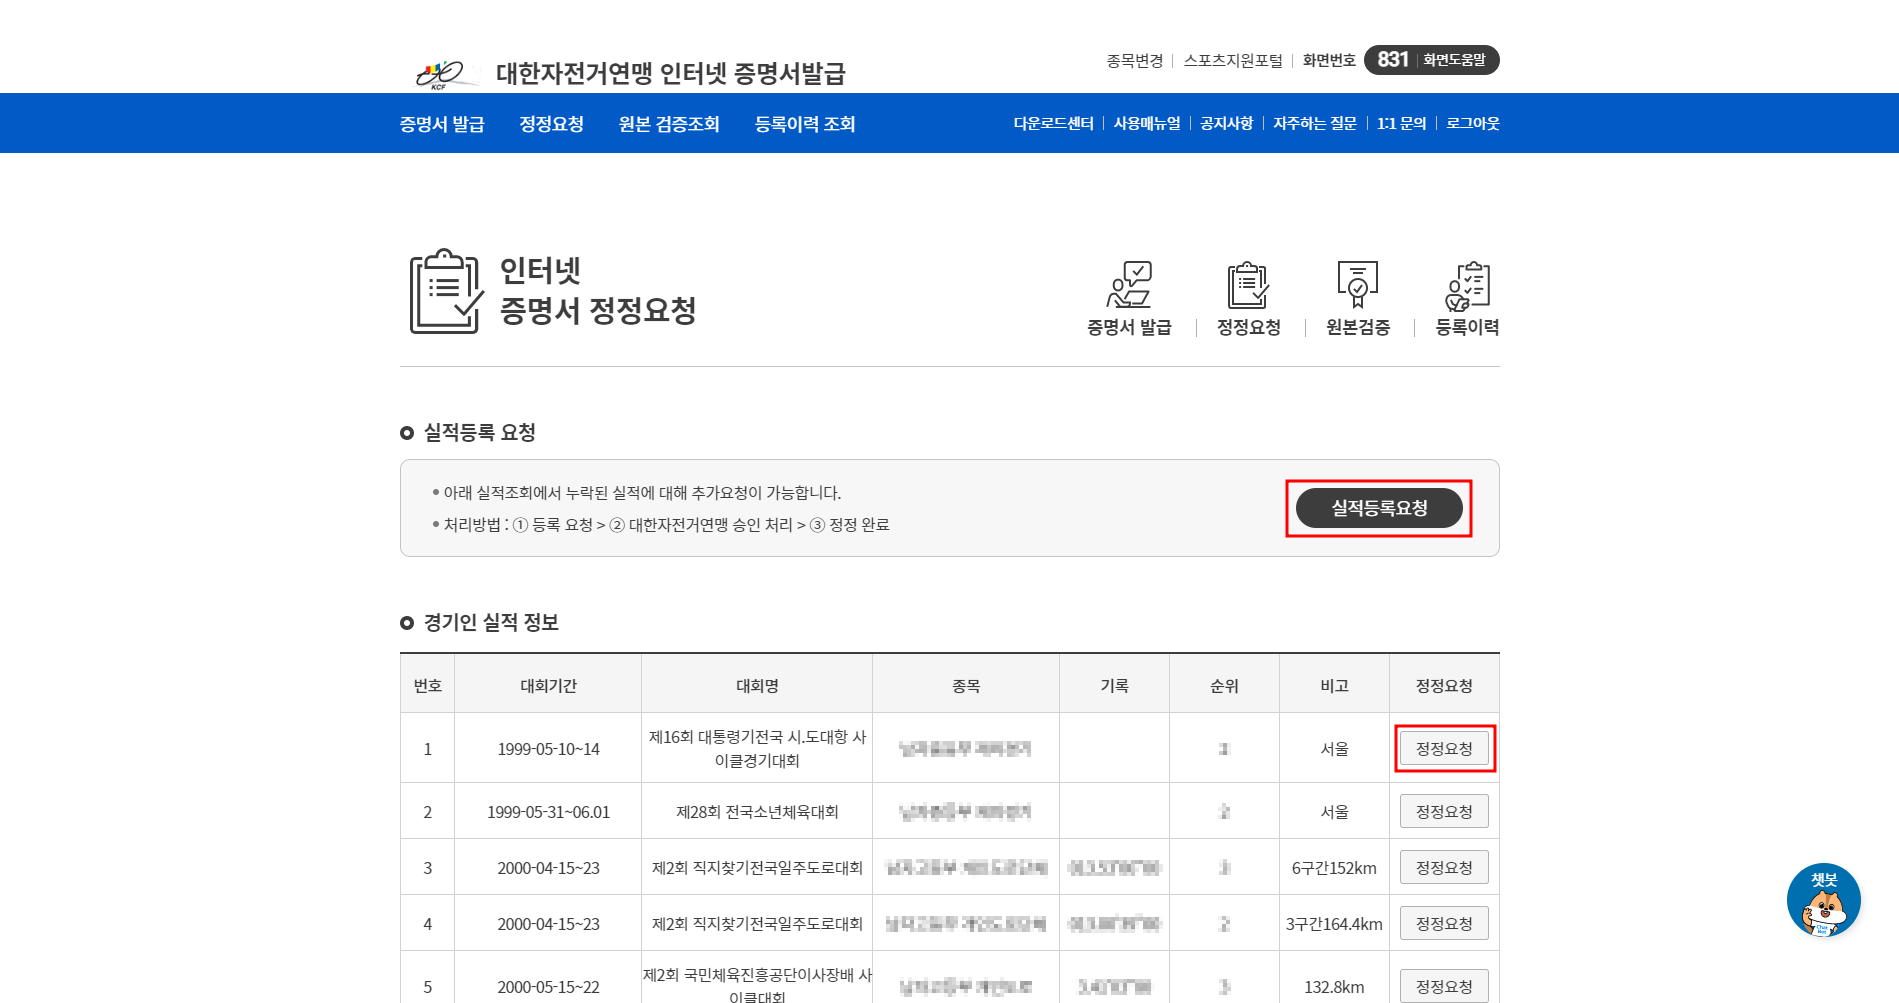 종목변경 스포츠지원포털 화면번호 831 화면도움말
KCF 대한자전거연맹 인터넷 증명서발급
증명서 발급 정정요청 원본 검증조회 등록이력 조회 다운로드센터 사용매뉴얼 공지사항 자주하는 질문 1:1 문의 로그아웃
인터넷
증명서 정정요청
증명서 발급 정정요청 원본검증 등록이력
실적등록 요청
아래 실적조회에서 누락된 실적에 대해 추가요청이 가능합니다.
처리방법 : ① 등록 요청 > ② 대한자전거연맹 승인 처리 > ③ 정정 완료
실적등록요청
경기인 실적 정보
번호 대회기간 대회명 종목 기록 순위 비고 정정요청
1 1999-05-10~14 제16회 대통령기전국 시.도대항 사
이클경기대회 서울 정정요청
2 1999-05-31~06.01 제28회 전국소년체육대회 서울 정정요청
3 2000-04-15~23 제2회 직지찾기전국일주도로대회 6구간152km 정정요청
4 2000-04-15~23 제2회 직지찾기전국일주도로대회 3구간164.4km 정정요청
5 2000-05-15~22 제2회 국민체육진흥공단이사장배 사
이클대회 132.8km 정정요청
챗봇